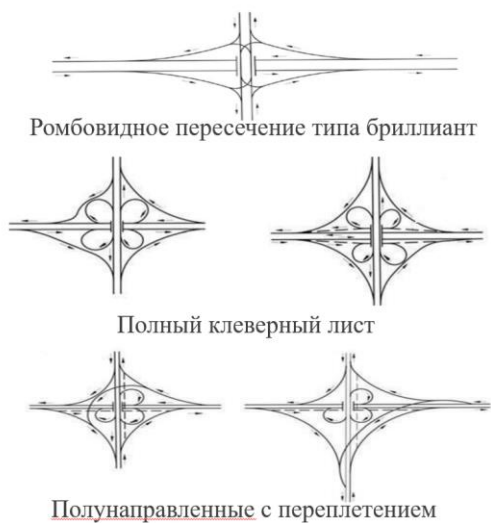 Ромбовидное пересечение типа бриллиант
Полный клеверный лист
Полунаправленные с переплетением